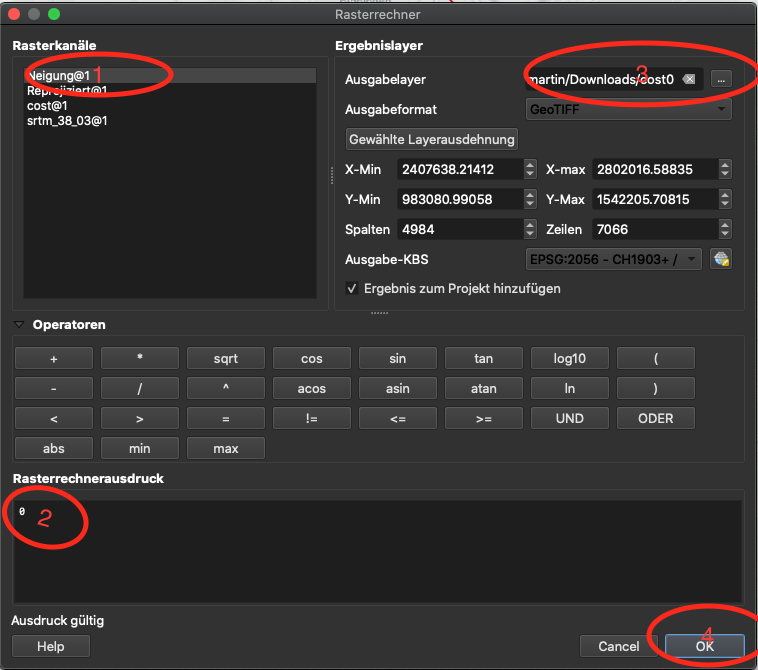 Rasterrechner
Rasterkanäle
Neigung@1 1
Reprojiziert@1
cost@1
srtm_38_03@1
Ergebnislayer
Ausgabelayer martin/Downloads/cost0 3 ...
Ausgabeformat GeoTIFF
Gewählte Layerausdehnung
X-Min 2407638.21412 X-max 2802016.58835
Y-Min 983080.99058 Y-Max 1542205.70815
Spalten 4984 Zeilen 7066
Ausgabe-KBS EPSG:2056 - CH1903+ /
Ergebnis zum Projekt hinzufügen
Operatoren
+ * sqrt cos sin tan log10 (
- / ^ acos asin atan ln )
< > = != <= >= UND ODER
abs min max
Rasterrechnerausdruck
0 2
Ausdruck gültig
Help Cancel OK 4